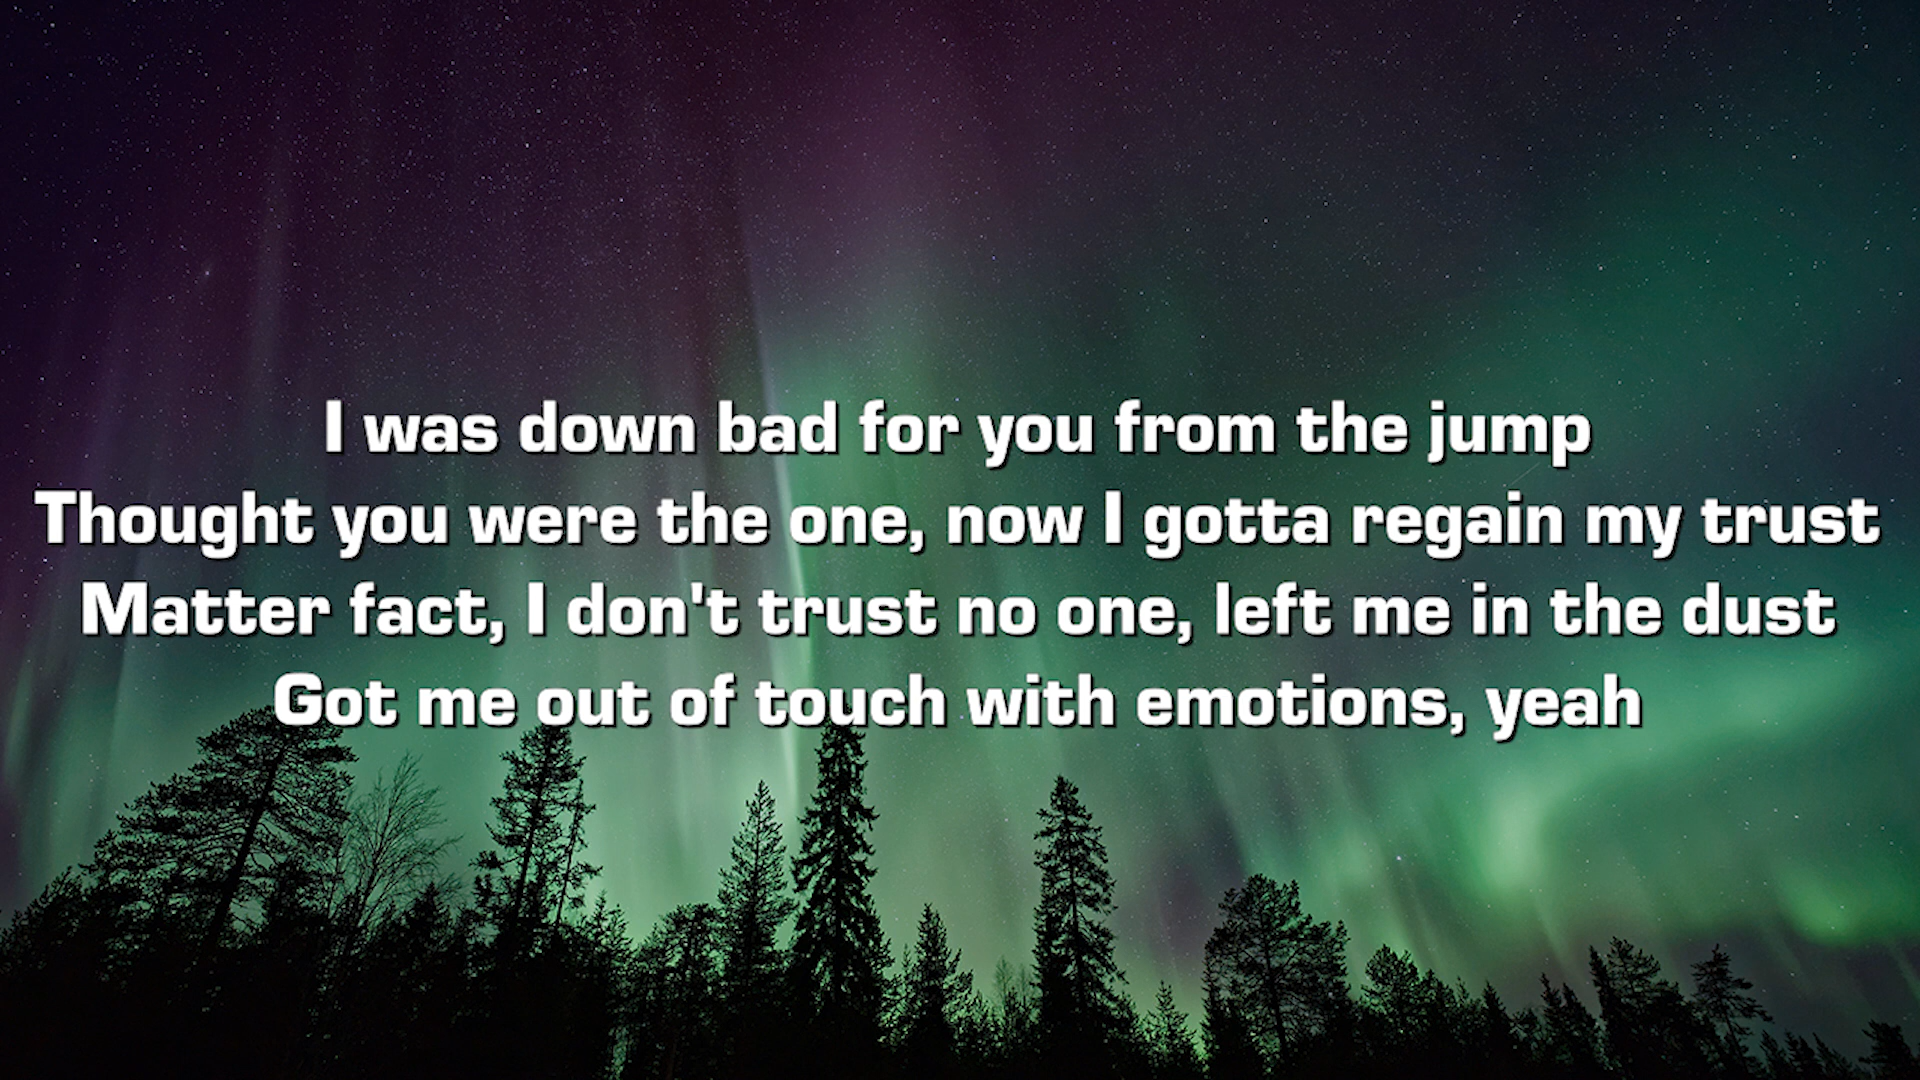 I was down bad for you from the jump
Thought you were the one, now I gotta regain my trust
Matter fact, I don't trust no one, left me in the dust
Got me out of touch with emotions, yeah